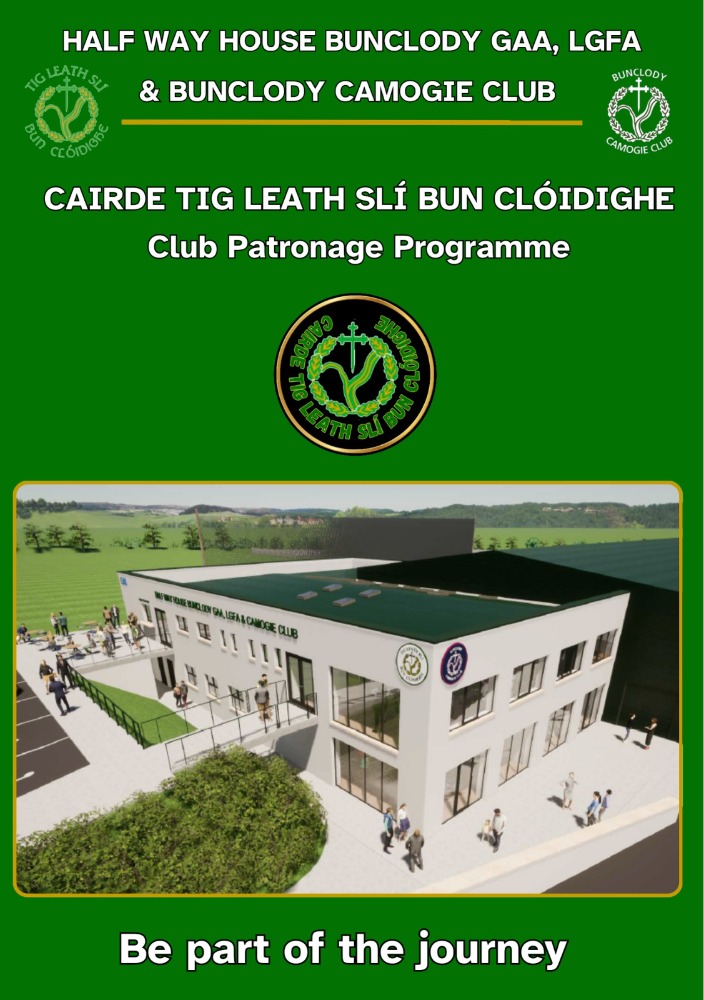 HALF WAY HOUSE BUNCLODY GAA, LGFA
& BUNCLODY CAMOGIE CLUB
TIG LEATH SLÍ
BUN CLÓIDIGHE
BUNCLODY
CAMOGIE CLUB
CAIRDE TIG LEATH SLÍ BUN CLÓIDIGHE
Club Patronage Programme
CAIRDE TIG LEATH SLÍ BUN CLÓIDIGHE
HALF WAY HOUSE BUNCLODY GAA, LGFA & CAMOGIE CLUB
Be part of the journey